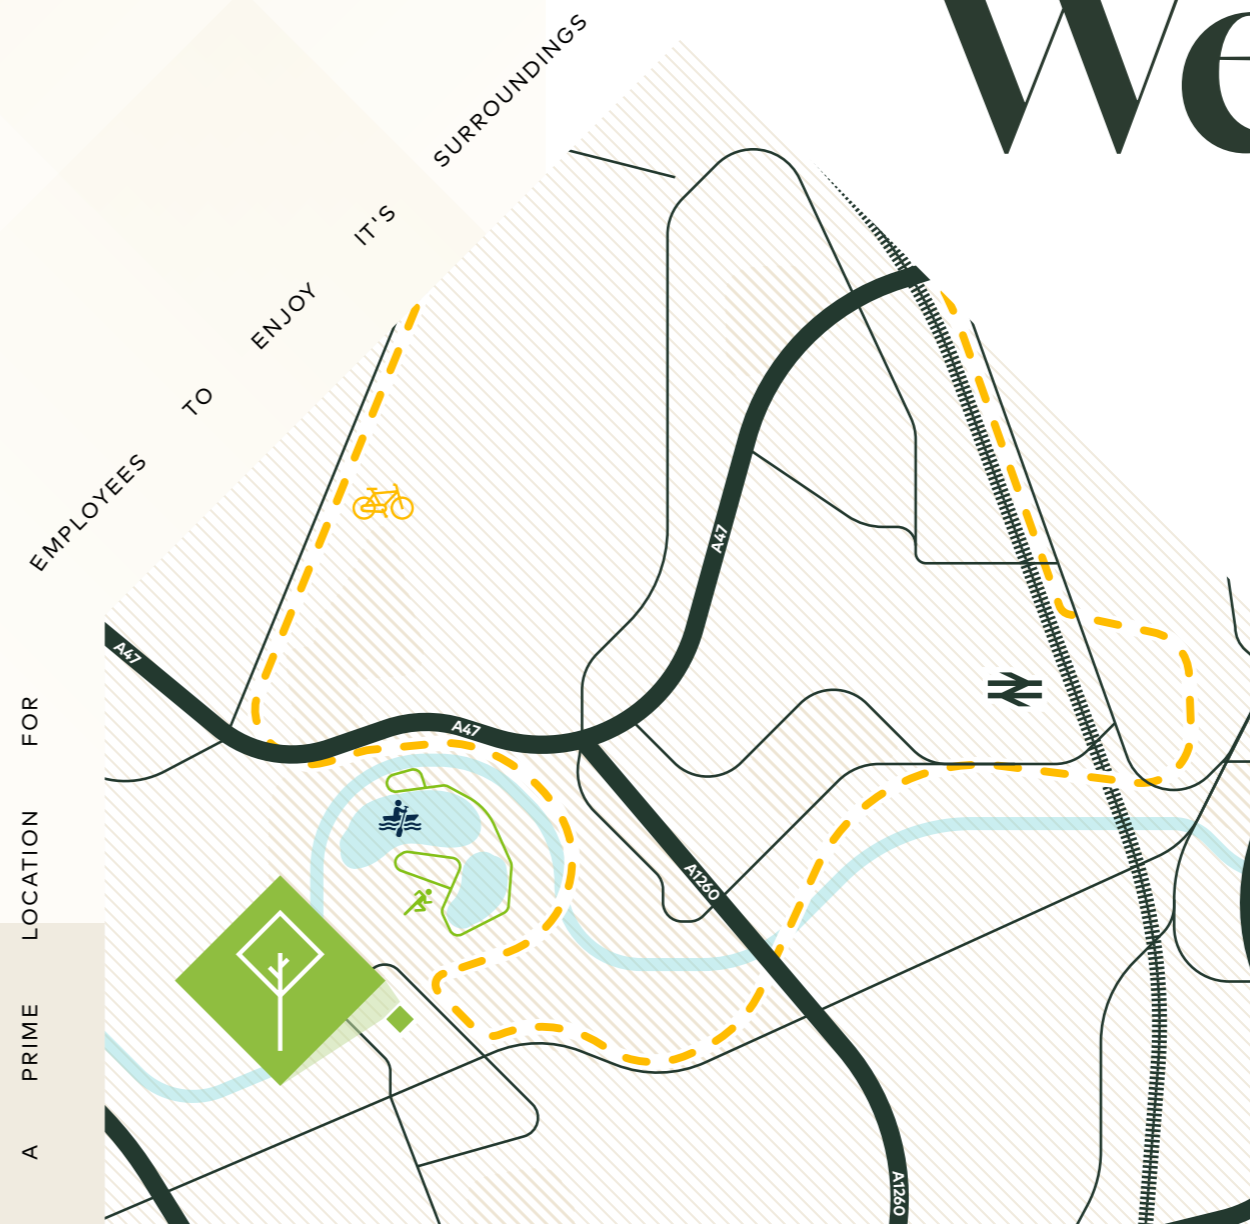 We
A PRIME LOCATION FOR
EMPLOYEES TO ENJOY IT'S SURROUNDINGS
A47
A47
A47
A1260
A1260